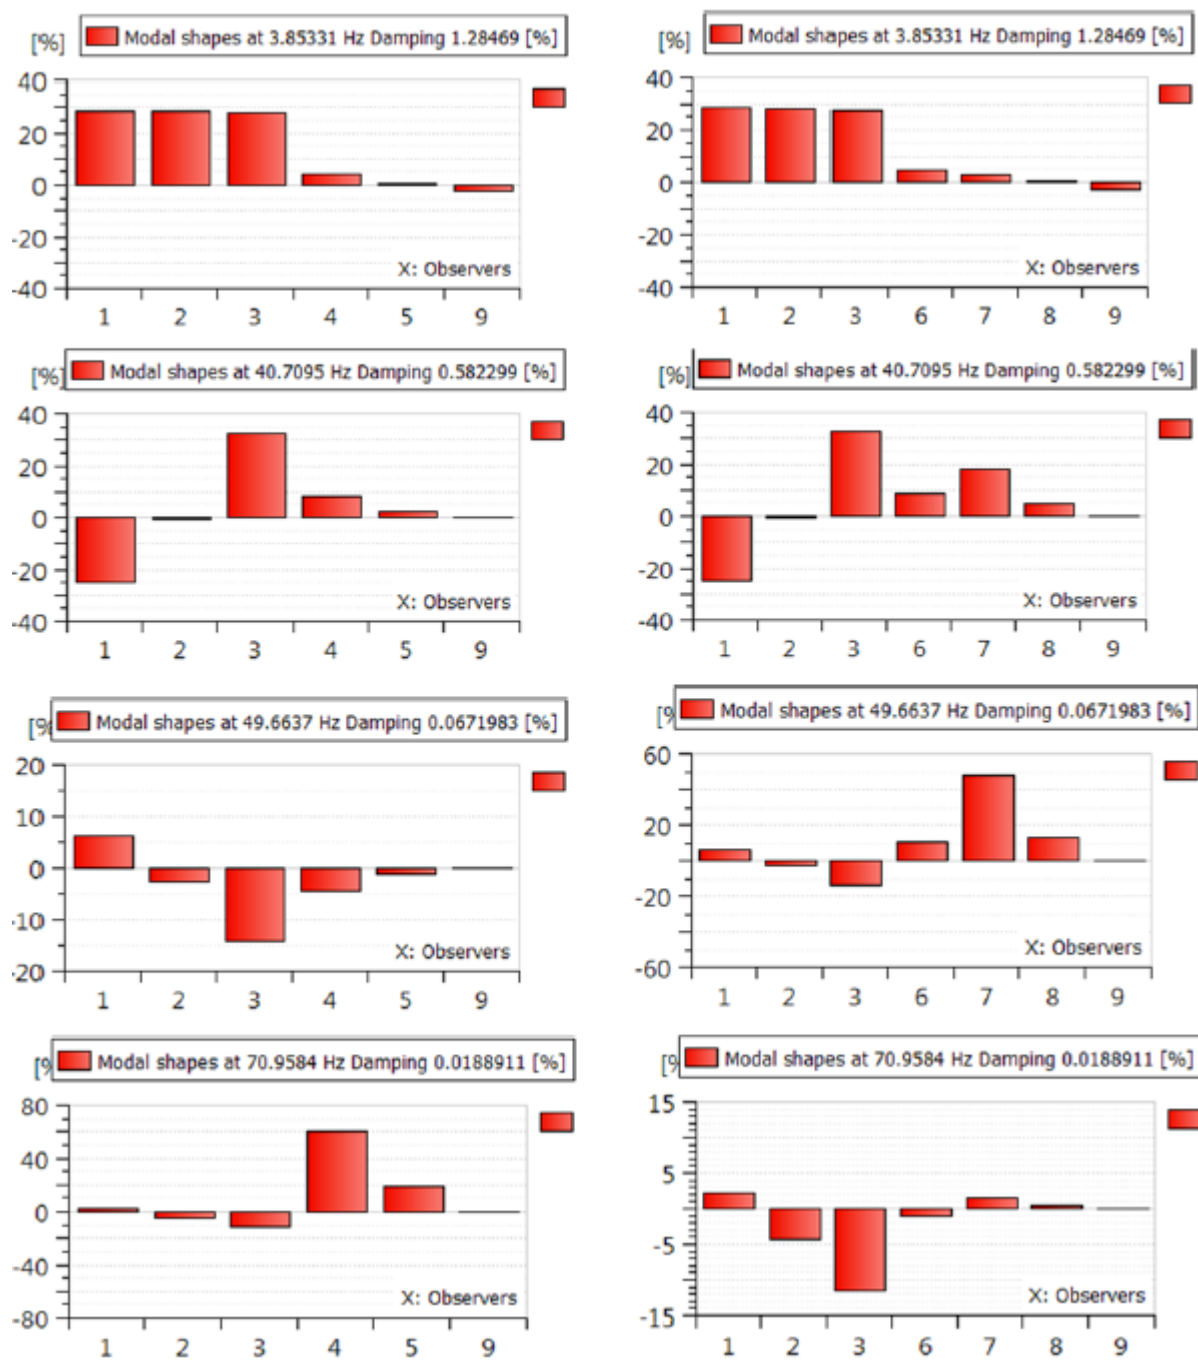 [%] Modal shapes at 3.85331 Hz Damping 1.28469 [%]
40
20
0
-20
-40
X: Observers
1 2 3 4 5 9
[%] Modal shapes at 3.85331 Hz Damping 1.28469 [%]
40
20
0
-20
-40
X: Observers
1 2 3 6 7 8 9
[%] Modal shapes at 40.7095 Hz Damping 0.582299 [%]
40
20
0
-20
-40
X: Observers
1 2 3 4 5 9
[%] Modal shapes at 40.7095 Hz Damping 0.582299 [%]
40
20
0
-20
-40
X: Observers
1 2 3 6 7 8 9
[% Modal shapes at 49.6637 Hz Damping 0.0671983 [%]
20
10
0
-10
-20
X: Observers
1 2 3 4 5 9
[% Modal shapes at 49.6637 Hz Damping 0.0671983 [%]
60
20
-20
-60
X: Observers
1 2 3 6 7 8 9
[% Modal shapes at 70.9584 Hz Damping 0.0188911 [%]
80
40
0
-40
-80
X: Observers
1 2 3 4 5 9
[% Modal shapes at 70.9584 Hz Damping 0.0188911 [%]
15
5
-5
-15
X: Observers
1 2 3 6 7 8 9